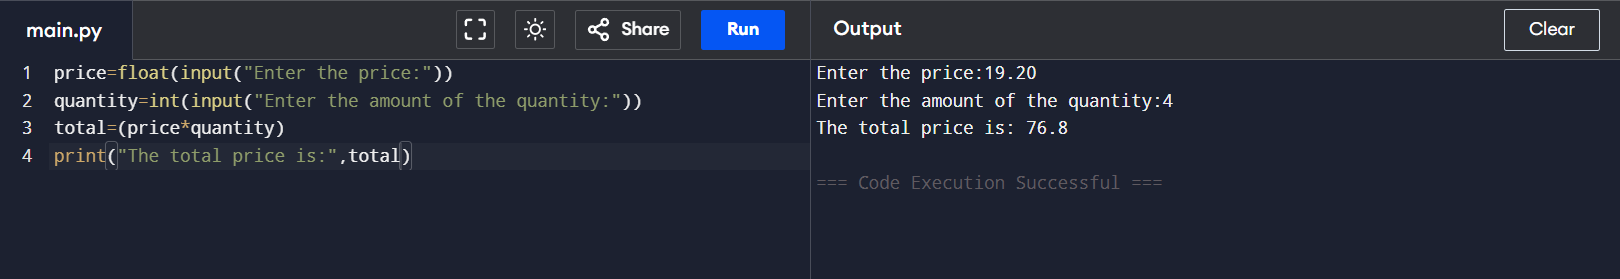 main.py
Share
Run
Output
Clear
1 price=float(input("Enter the price:"))
2 quantity=int(input("Enter the amount of the quantity:"))
3 total=(price*quantity)
4 print("The total price is:",total)
Enter the price:19.20
Enter the amount of the quantity:4
The total price is: 76.8
=== Code Execution Successful ===